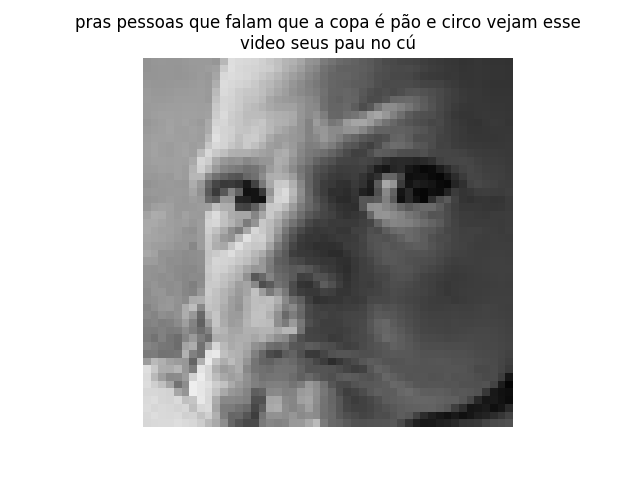 pras pessoas que falam que a copa é pão e circo vejam esse
video seus pau no cú